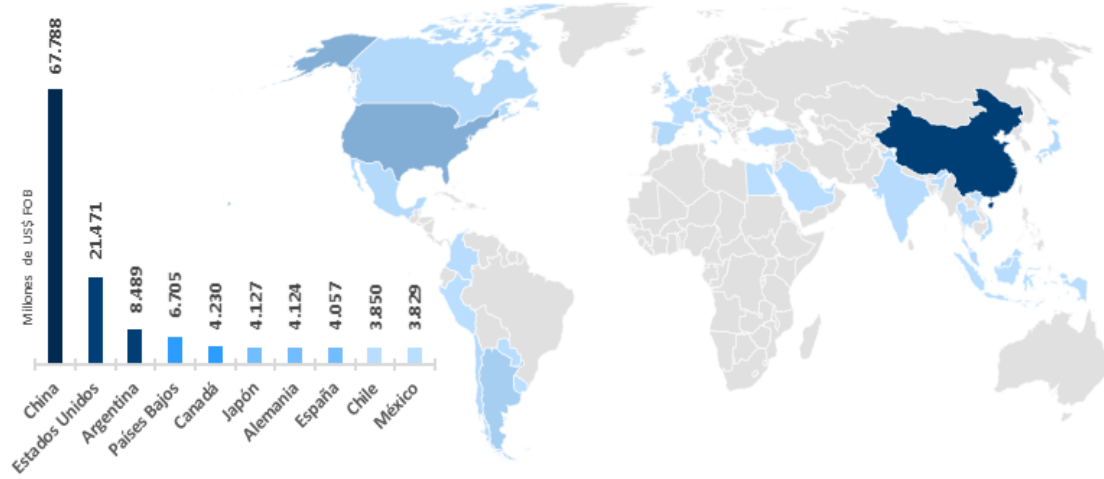 Millones de US$ FOB
67.788
21.471
8.489
6.705
4.230
4.127
4.124
4.057
3.850
3.829
China
Estados Unidos
Argentina
Países Bajos
Canadá
Japón
Alemania
España
Chile
México